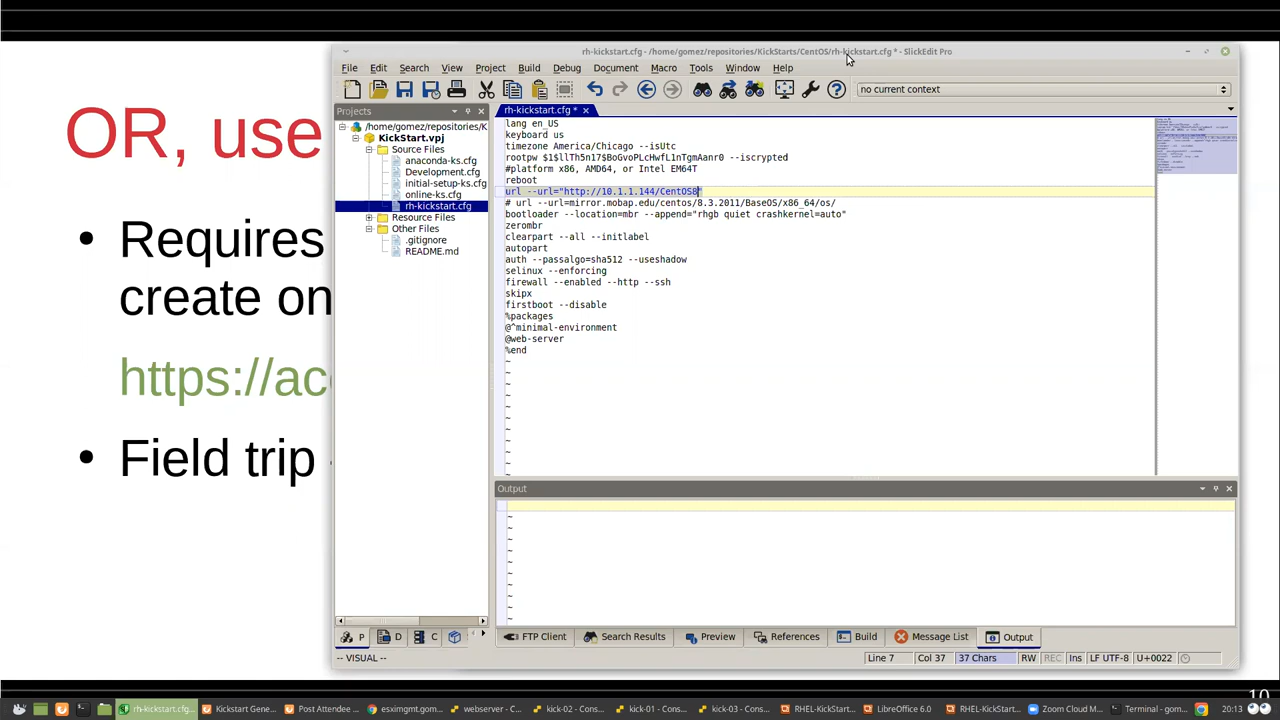 rh-kickstart.cfg - /home/gomez/repositories/KickStarts/CentOS/rh-kickstart.cfg * - SlickEdit Pro
File Edit Search View Project Build Debug Document Macro Tools Window Help
no current context
OR, use
Requires
create on
https://ac
Field trip
Projects
/home/gomez/repositories/K
KickStart.vpj
Source Files
anaconda-ks.cfg
Development.cfg
initial-setup-ks.cfg
online-ks.cfg
rh-kickstart.cfg
Resource Files
Other Files
.gitignore
README.md
P D C
rh-kickstart.cfg *
lang en_US
keyboard us
timezone America/Chicago --isUtc
rootpw $1$llTh5n17$BoGvoPLcHwfL1nTgmAanr0 --iscrypted
#platform x86, AMD64, or Intel EM64T
reboot
url --url="http://10.1.1.144/CentOS8"
# url --url=mirror.mobap.edu/centos/8.3.2011/BaseOS/x86_64/os/
bootloader --location=mbr --append="rhgb quiet crashkernel=auto"
zerombr
clearpart --all --initlabel
autopart
auth --passalgo=sha512 --useshadow
selinux --enforcing
firewall --enabled --http --ssh
skipx
firstboot --disable
%packages
@^minimal-environment
@web-server
%end
~
~
~
~
~
~
~
~
~
~
Output
~
~
~
~
~
~
~
~
~
FTP Client Search Results Preview References Build Message List Output
-- VISUAL -- Line 7 Col 37 37 Chars RW REC Ins LF UTF-8 U+0022
10
rh-kickstart.cfg... Kickstart Gene... Post Attendee ... esximgmt.gom... webserver - C... kick-02 - Cons... kick-01 - Cons... kick-03 - Cons... RHEL-KickStart... LibreOffice 6.0 RHEL-KickStart... Zoom Cloud M... Terminal - gom... 20:13